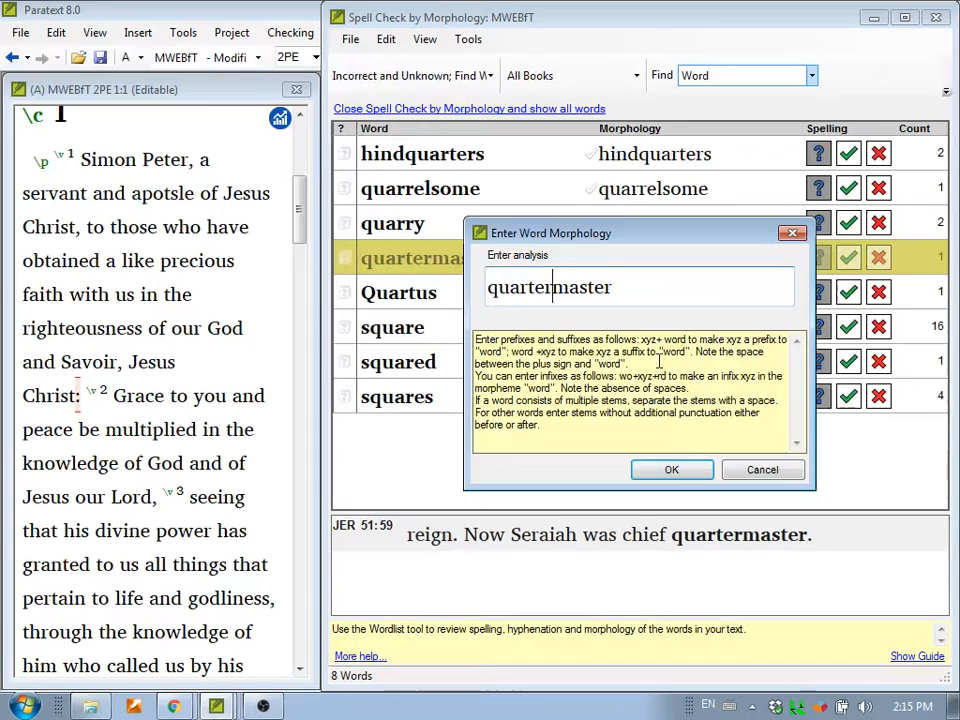 Paratext 8.0
File Edit View Insert Tools Project Checking
A MWEBfT - Modifi 2PE
(A) MWEBfT 2PE 1:1 (Editable)
\c 1
\p \v 1 Simon Peter, a
servant and apotsle of Jesus
Christ, to those who have
obtained a like precious
faith with us in the
righteousness of our God
and Savoir, Jesus
Christ: \v 2 Grace to you and
peace be multiplied in the
knowledge of God and of
Jesus our Lord, \v 3 seeing
that his divine power has
granted to us all things that
pertain to life and godliness,
through the knowledge of
him who called us by his
Spell Check by Morphology: MWEBfT
File Edit View Tools
Incorrect and Unknown; Find W All Books Find Word
Close Spell Check by Morphology and show all words
? Word Morphology Spelling Count
hindquarters hindquarters ? 2
quarrelsome quarrelsome ? 1
quarry ? 2
quartermas 1
Quartus 1
square 16
squared 1
squares 4
Enter Word Morphology
Enter analysis
quartermaster
Enter prefixes and suffixes as follows: xyz+ word to make xyz a prefix to
"word"; word +xyz to make xyz a suffix to "word". Note the space
between the plus sign and "word".
You can enter infixes as follows: wo+xyz+rd to make an infix xyz in the
morpheme "word". Note the absence of spaces.
If a word consists of multiple stems, separate the stems with a space.
For other words enter stems without additional punctuation either
before or after.
OK Cancel
JER 51:59 reign. Now Seraiah was chief quartermaster.
Use the Wordlist tool to review spelling, hyphenation and morphology of the words in your text.
More help... Show Guide
8 Words
EN 2:15 PM